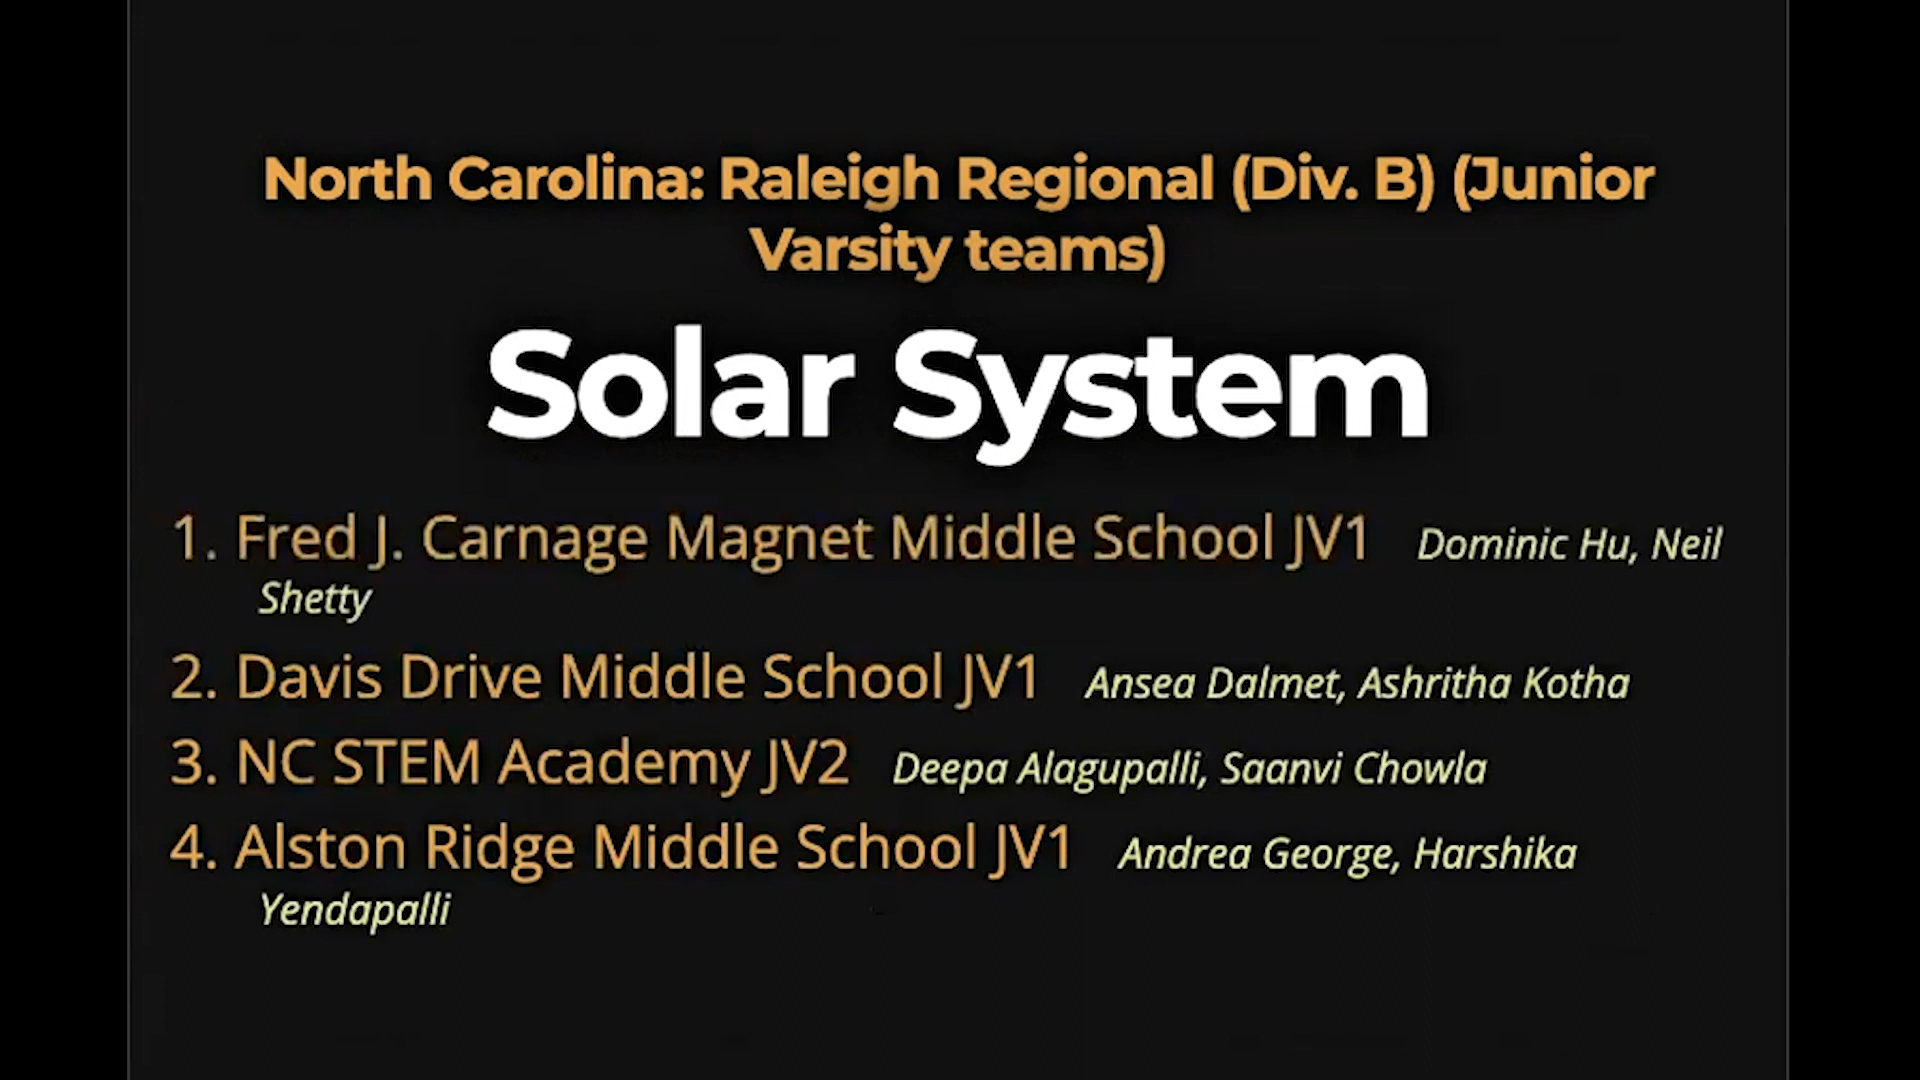 North Carolina: Raleigh Regional (Div. B) (Junior
Varsity teams)
Solar System
1. Fred J. Carnage Magnet Middle School JV1 Dominic Hu, Neil
Shetty
2. Davis Drive Middle School JV1 Ansea Dalmet, Ashritha Kotha
3. NC STEM Academy JV2 Deepa Alagupalli, Saanvi Chowla
4. Alston Ridge Middle School JV1 Andrea George, Harshika
Yendapalli